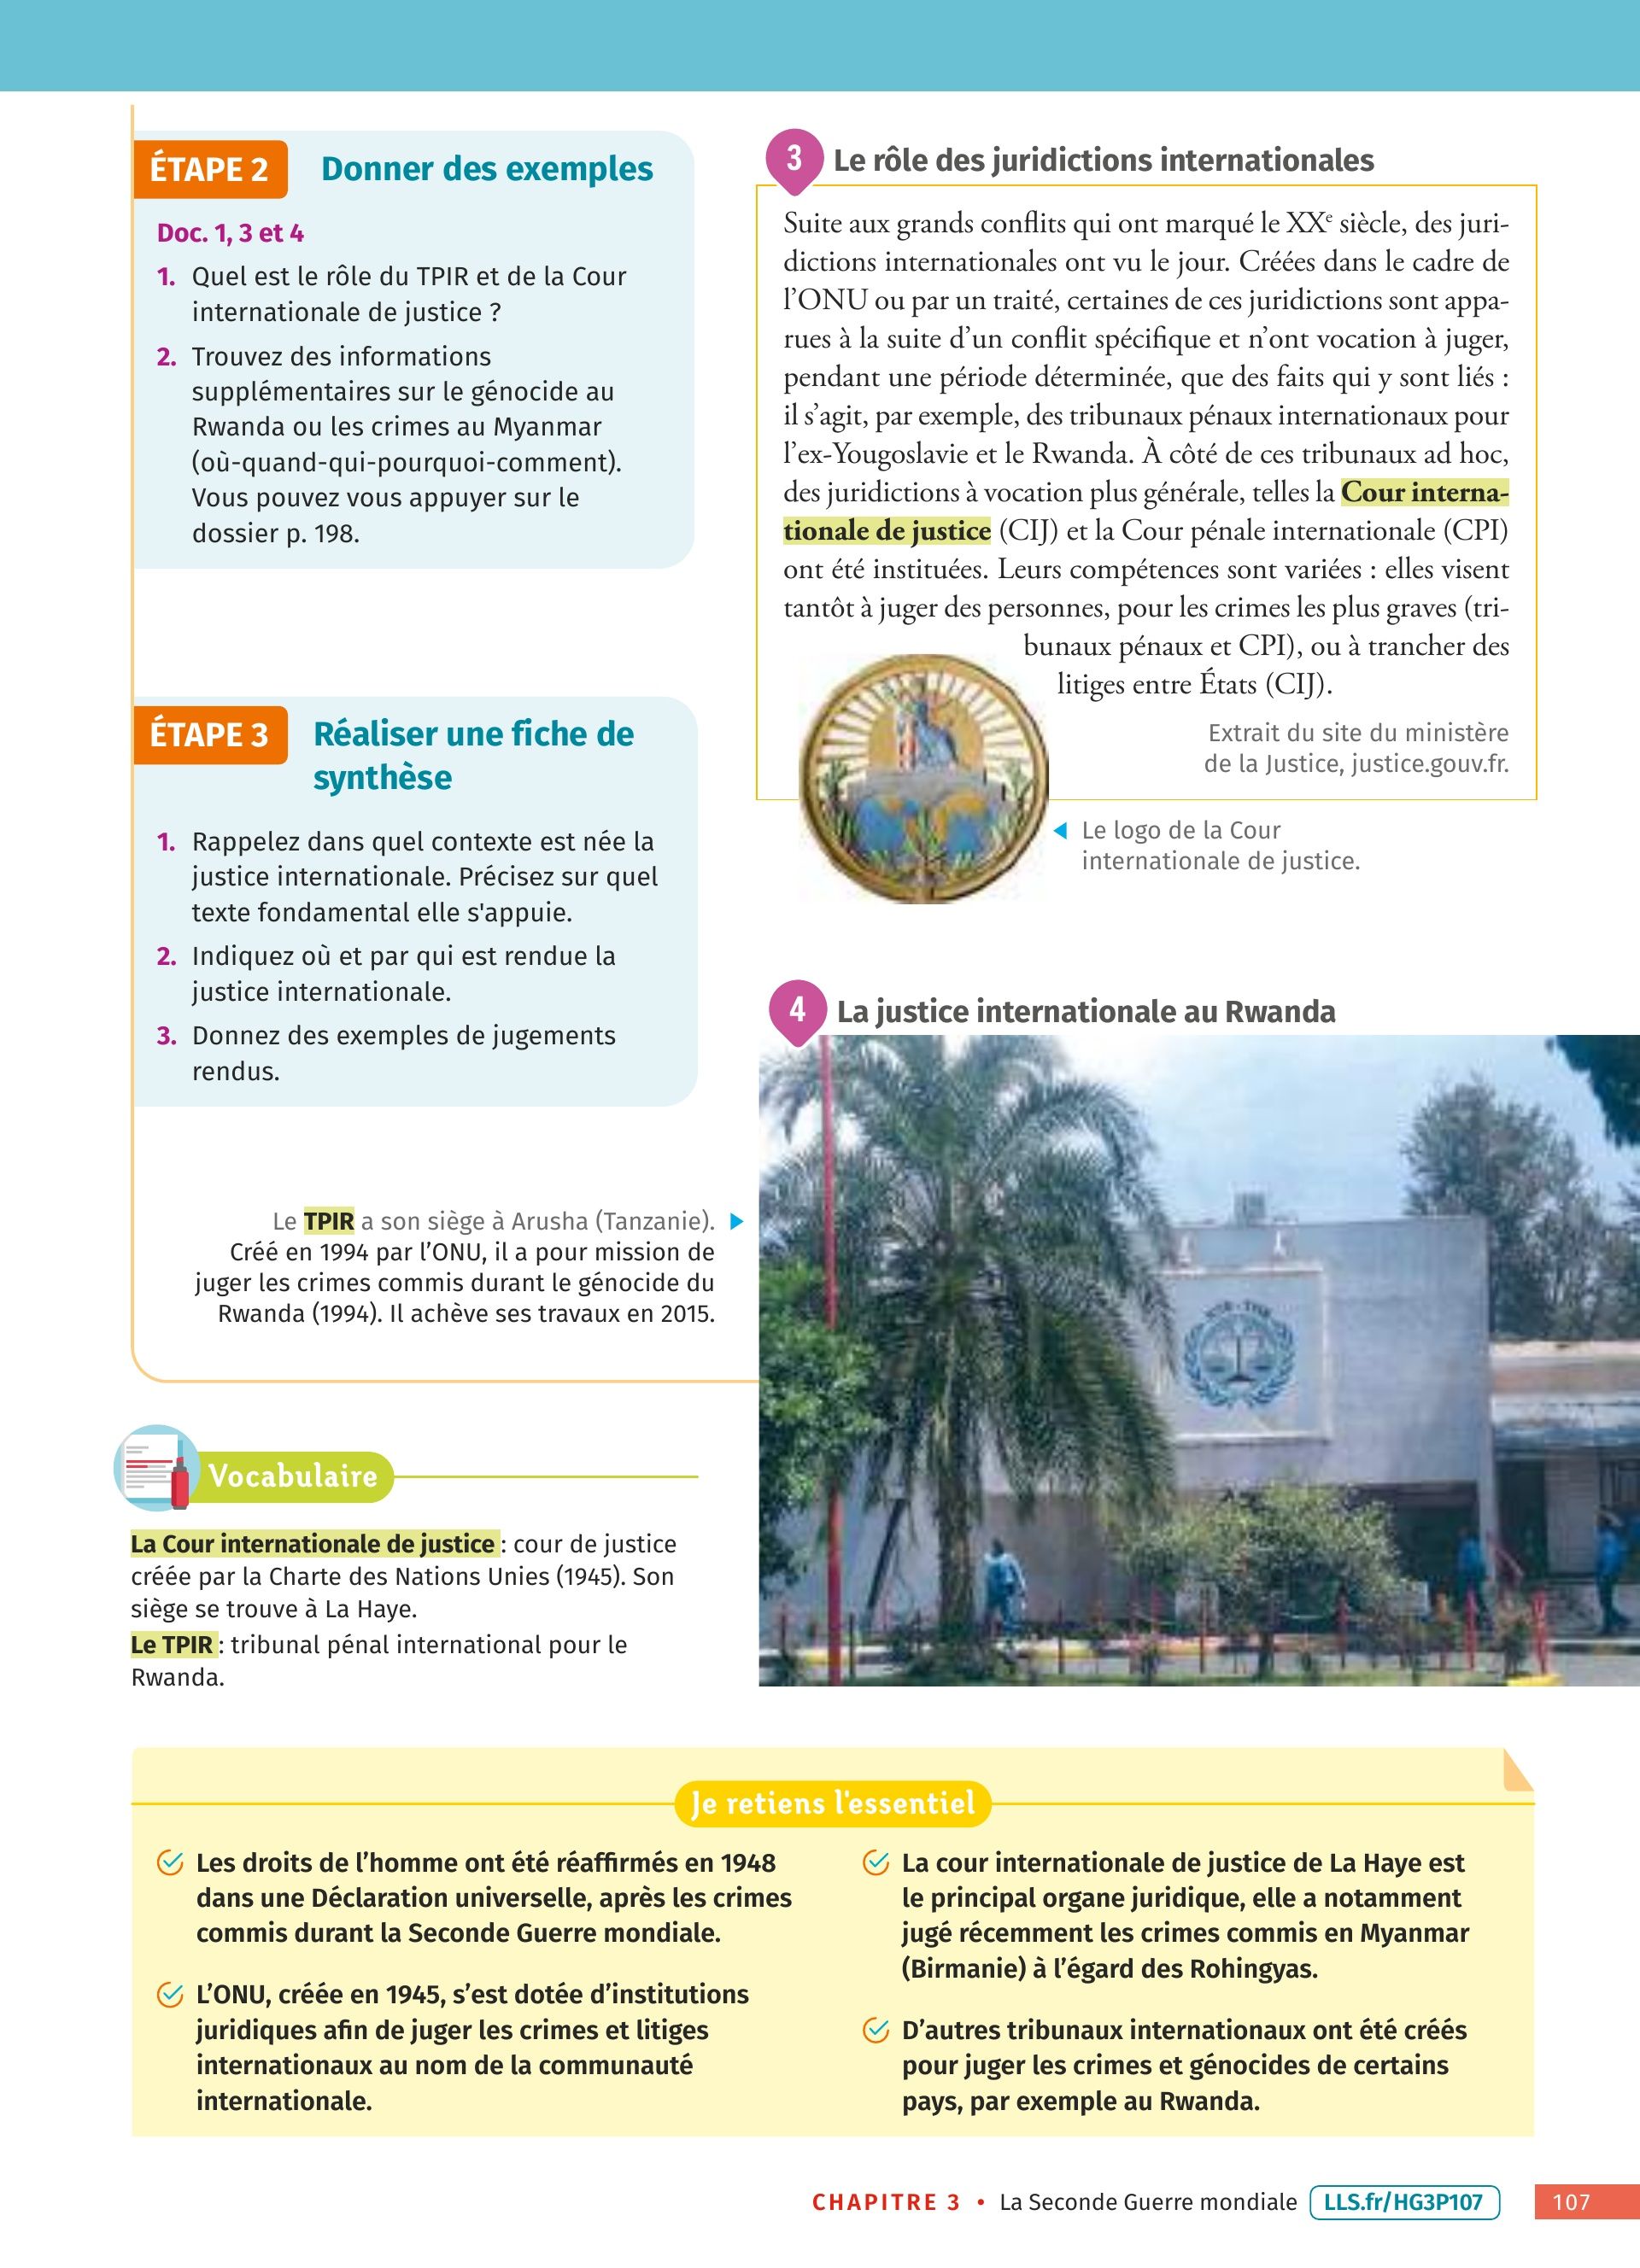 ÉTAPE 2 Donner des exemples
Doc. 1, 3 et 4
1. Quel est le rôle du TPIR et de la Cour
internationale de justice ?
2. Trouvez des informations
supplémentaires sur le génocide au
Rwanda ou les crimes au Myanmar
(où-quand-qui-pourquoi-comment).
Vous pouvez vous appuyer sur le
dossier p. 198.
ÉTAPE 3 Réaliser une fiche de
synthèse
1. Rappelez dans quel contexte est née la
justice internationale. Précisez sur quel
texte fondamental elle s'appuie.
2. Indiquez où et par qui est rendue la
justice internationale.
3. Donnez des exemples de jugements
rendus.
3 Le rôle des juridictions internationales
Suite aux grands conflits qui ont marqué le XXe siècle, des juri-
dictions internationales ont vu le jour. Créées dans le cadre de
l’ONU ou par un traité, certaines de ces juridictions sont appa-
rues à la suite d’un conflit spécifique et n’ont vocation à juger,
pendant une période déterminée, que des faits qui y sont liés :
il s’agit, par exemple, des tribunaux pénaux internationaux pour
l’ex-Yougoslavie et le Rwanda. À côté de ces tribunaux ad hoc,
des juridictions à vocation plus générale, telles la Cour interna-
tionale de justice (CIJ) et la Cour pénale internationale (CPI)
ont été instituées. Leurs compétences sont variées : elles visent
tantôt à juger des personnes, pour les crimes les plus graves (tri-
bunaux pénaux et CPI), ou à trancher des
litiges entre États (CIJ).
Extrait du site du ministère
de la Justice, justice.gouv.fr.
Le logo de la Cour
internationale de justice.
4 La justice internationale au Rwanda
Le TPIR a son siège à Arusha (Tanzanie).
Créé en 1994 par l’ONU, il a pour mission de
juger les crimes commis durant le génocide du
Rwanda (1994). Il achève ses travaux en 2015.
Vocabulaire
La Cour internationale de justice : cour de justice
créée par la Charte des Nations Unies (1945). Son
siège se trouve à La Haye.
Le TPIR : tribunal pénal international pour le
Rwanda.
Je retiens l'essentiel
Les droits de l’homme ont été réaffirmés en 1948
dans une Déclaration universelle, après les crimes
commis durant la Seconde Guerre mondiale.
L’ONU, créée en 1945, s’est dotée d’institutions
juridiques afin de juger les crimes et litiges
internationaux au nom de la communauté
internationale.
La cour internationale de justice de La Haye est
le principal organe juridique, elle a notamment
jugé récemment les crimes commis en Myanmar
(Birmanie) à l’égard des Rohingyas.
D’autres tribunaux internationaux ont été créés
pour juger les crimes et génocides de certains
pays, par exemple au Rwanda.
CHAPITRE 3 • La Seconde Guerre mondiale LLS.fr/HG3P107 107